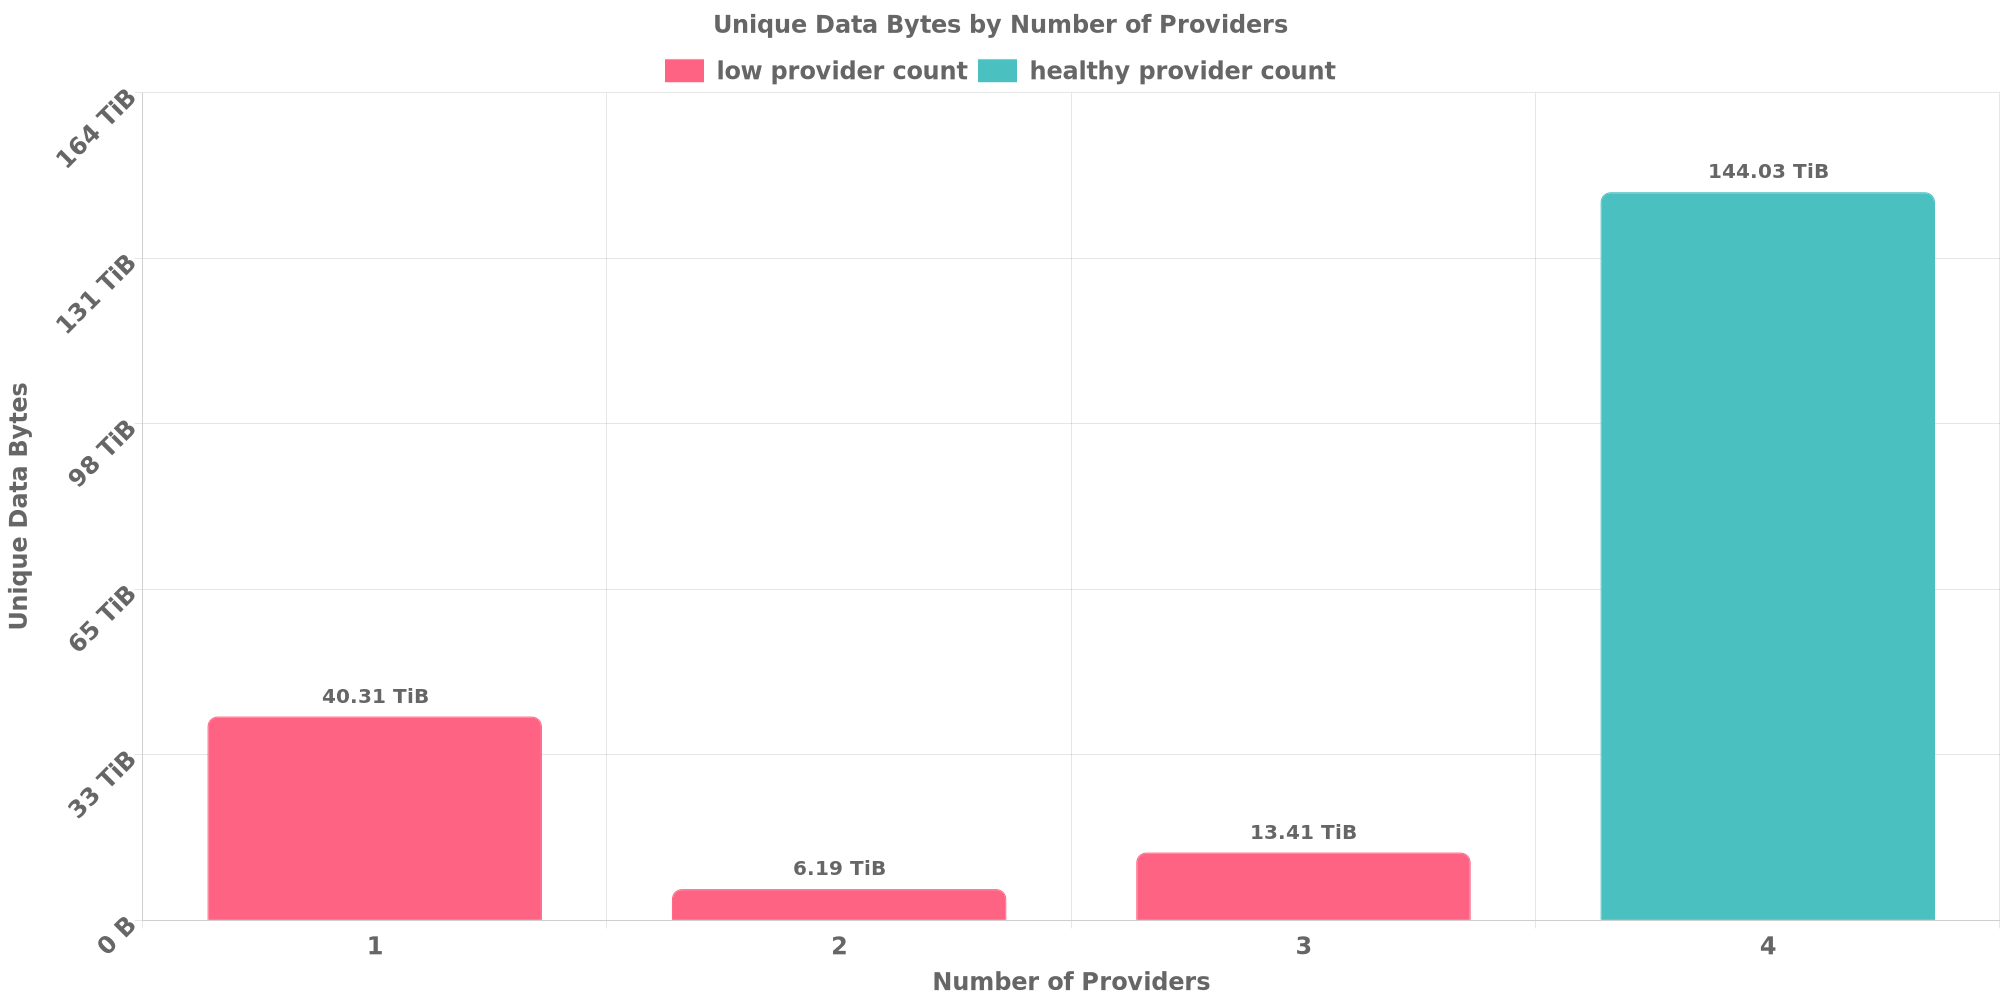 Unique Data Bytes by Number of Providers
low provider count
healthy provider count
Unique Data Bytes
164 TiB
131 TiB
98 TiB
65 TiB
33 TiB
0 B
40.31 TiB
6.19 TiB
13.41 TiB
144.03 TiB
1
2
3
4
Number of Providers